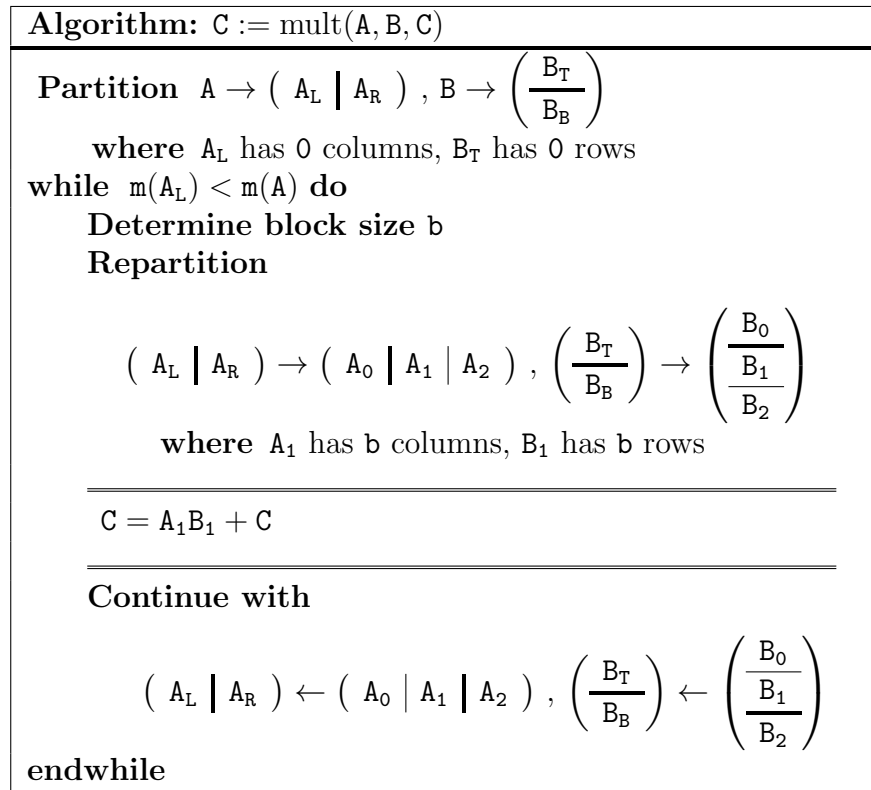 Algorithm: C := mult(A, B, C)
Partition A → ( A_L | A_R ) , B → ( B_T / B_B )
where A_L has 0 columns, B_T has 0 rows
while m(A_L) < m(A) do
Determine block size b
Repartition
( A_L | A_R ) → ( A_0 | A_1 | A_2 ) , ( B_T / B_B ) → ( B_0 / B_1 / B_2 )
where A_1 has b columns, B_1 has b rows
C = A_1B_1 + C
Continue with
( A_L | A_R ) ← ( A_0 | A_1 | A_2 ) , ( B_T / B_B ) ← ( B_0 / B_1 / B_2 )
endwhile